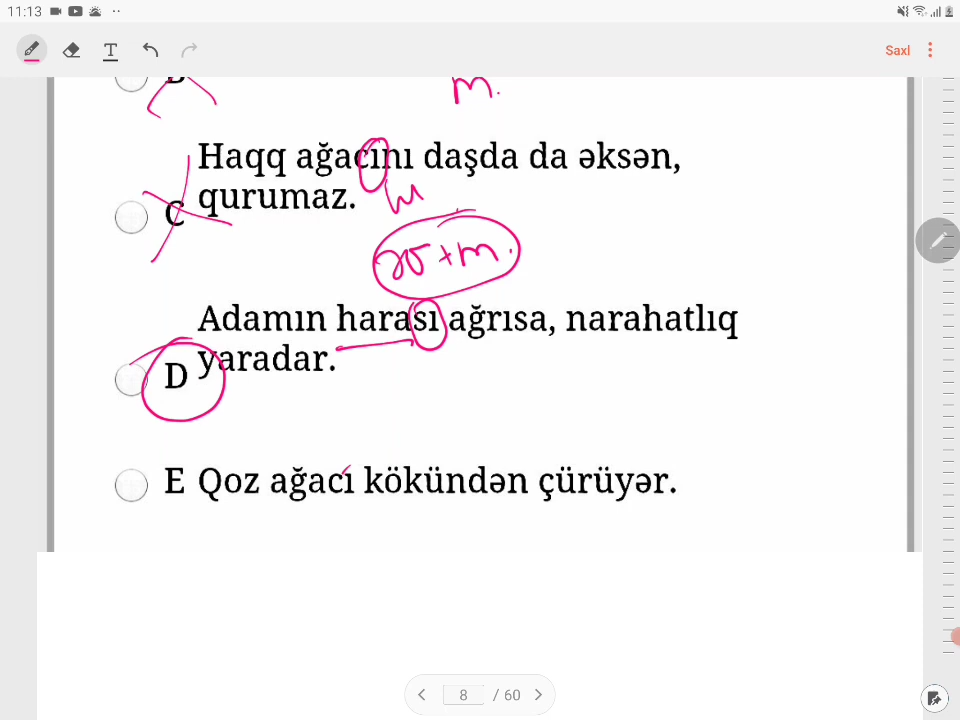 11:13
T
Saxl
B
m.
Haqq ağacını daşda da əksən,
qurumaz.
C
m
əv+m.
Adamın harası ağrısa, narahatlıq
yaradar.
D
E Qoz ağacı kökündən çürüyər.
8 / 60